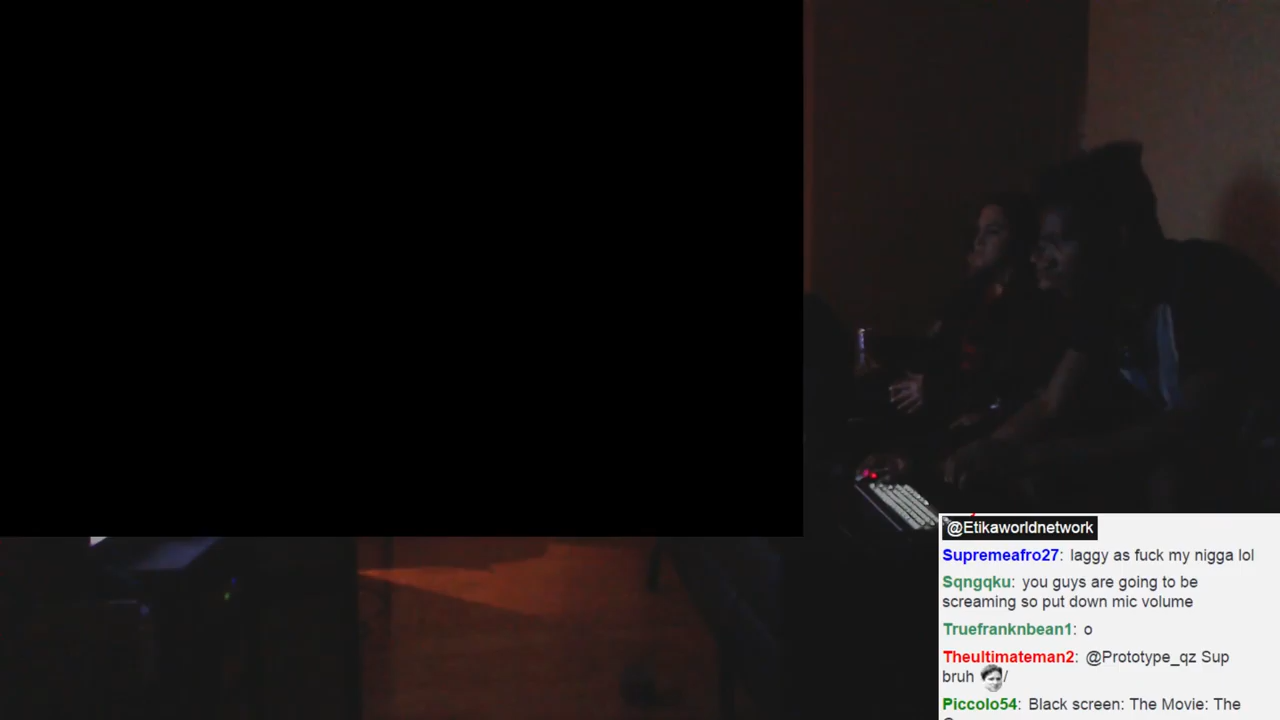 @Etikaworldnetwork
Supremeafro27: laggy as fuck my nigga lol
Sqngqku: you guys are going to be
screaming so put down mic volume
Truefranknbean1: o
Theultimateman2: @Prototype_qz Sup
bruh /
Piccolo54: Black screen: The Movie: The